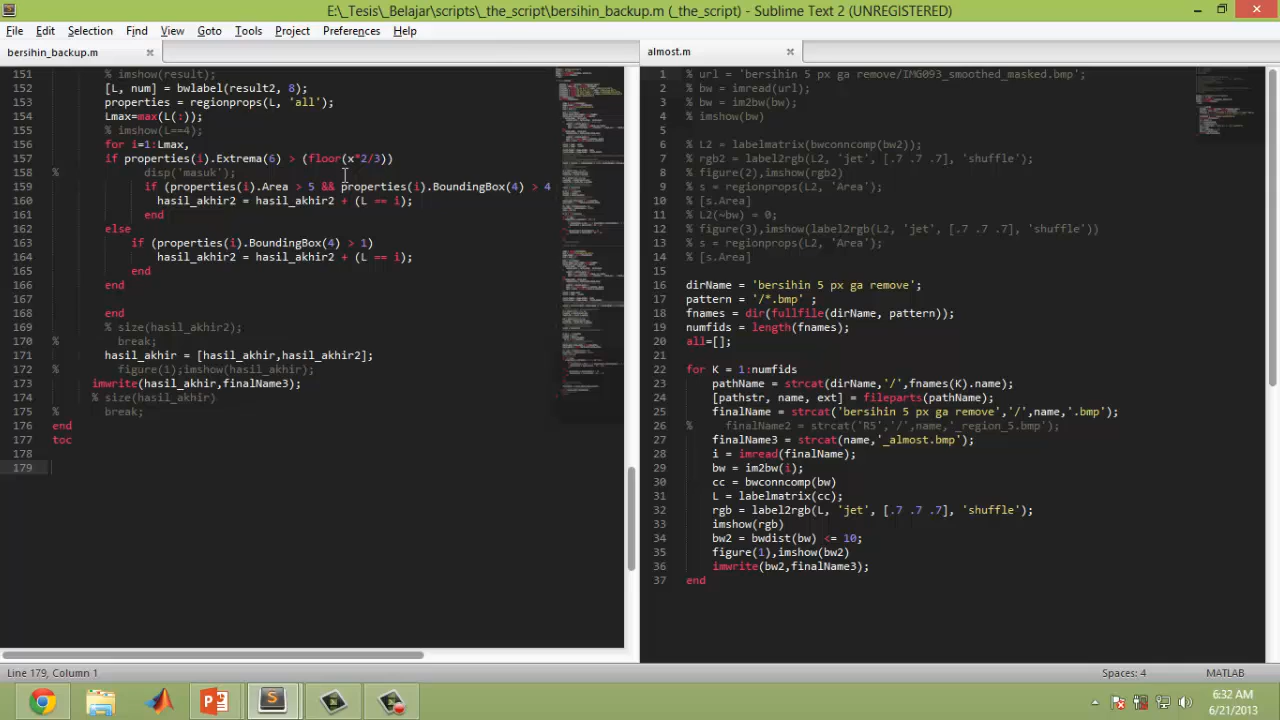 E:\_Tesis\_Belajar\scripts\_the_script\bersihin_backup.m (_the_script) - Sublime Text 2 (UNREGISTERED)
File Edit Selection Find View Goto Tools Project Preferences Help
bersihin_backup.m
151 % imshow(result);
152 [L, num] = bwlabel(result2, 8);
153 properties = regionprops(L, 'all');
154 Lmax=max(L(:));
155 % imshow(L==4);
156 for i=1:Lmax,
157 if properties(i).Extrema(6) > (floor(x*2/3))
158 % disp('masuk');
159 if (properties(i).Area > 5 && properties(i).BoundingBox(4) > 4
160 hasil_akhir2 = hasil_akhir2 + (L == i);
161 end
162 else
163 if (properties(i).BoundingBox(4) > 1)
164 hasil_akhir2 = hasil_akhir2 + (L == i);
165 end
166 end
167
168 end
169 % size(hasil_akhir2);
170 % break;
171 hasil_akhir = [hasil_akhir,hasil_akhir2];
172 % figure(i);imshow(hasil_akhir);
173 imwrite(hasil_akhir,finalName3);
174 % size(hasil_akhir)
175 % break;
176 end
177 toc
178
179
almost.m
1 % url = 'bersihin 5 px ga remove/IMG093_smoothed_masked.bmp';
2 % bw = imread(url);
3 % bw = im2bw(bw);
4 % imshow(bw)
5
6 % L2 = labelmatrix(bwconncomp(bw2));
7 % rgb2 = label2rgb(L2, 'jet', [.7 .7 .7], 'shuffle');
8 % figure(2),imshow(rgb2)
9 % s = regionprops(L2, 'Area');
10 % [s.Area]
11 % L2(~bw) = 0;
12 % figure(3),imshow(label2rgb(L2, 'jet', [.7 .7 .7], 'shuffle'))
13 % s = regionprops(L2, 'Area');
14 % [s.Area]
15
16 dirName = 'bersihin 5 px ga remove';
17 pattern = '/*.bmp' ;
18 fnames = dir(fullfile(dirName, pattern));
19 numfids = length(fnames);
20 all=[];
21
22 for K = 1:numfids
23 pathName = strcat(dirName,'/',fnames(K).name);
24 [pathstr, name, ext] = fileparts(pathName);
25 finalName = strcat('bersihin 5 px ga remove','/',name,'.bmp');
26 % finalName2 = strcat('R5','/',name,'_region_5.bmp');
27 finalName3 = strcat(name,'_almost.bmp');
28 i = imread(finalName);
29 bw = im2bw(i);
30 cc = bwconncomp(bw)
31 L = labelmatrix(cc);
32 rgb = label2rgb(L, 'jet', [.7 .7 .7], 'shuffle');
33 imshow(rgb)
34 bw2 = bwdist(bw) <= 10;
35 figure(1),imshow(bw2)
36 imwrite(bw2,finalName3);
37 end
Line 179, Column 1
Spaces: 4
MATLAB
6:32 AM
6/21/2013